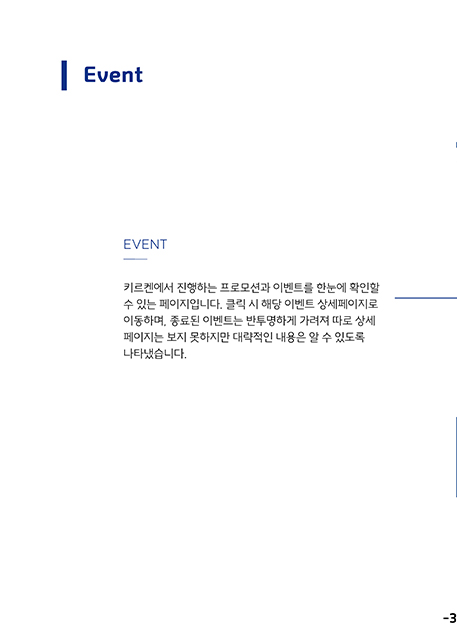 Event
EVENT
키르켄에서 진행하는 프로모션과 이벤트를 한눈에 확인할
수 있는 페이지입니다. 클릭 시 해당 이벤트 상세페이지로
이동하며, 종료된 이벤트는 반투명하게 가려져 따로 상세
페이지는 보지 못하지만 대략적인 내용은 알 수 있도록
나타냈습니다.
-3